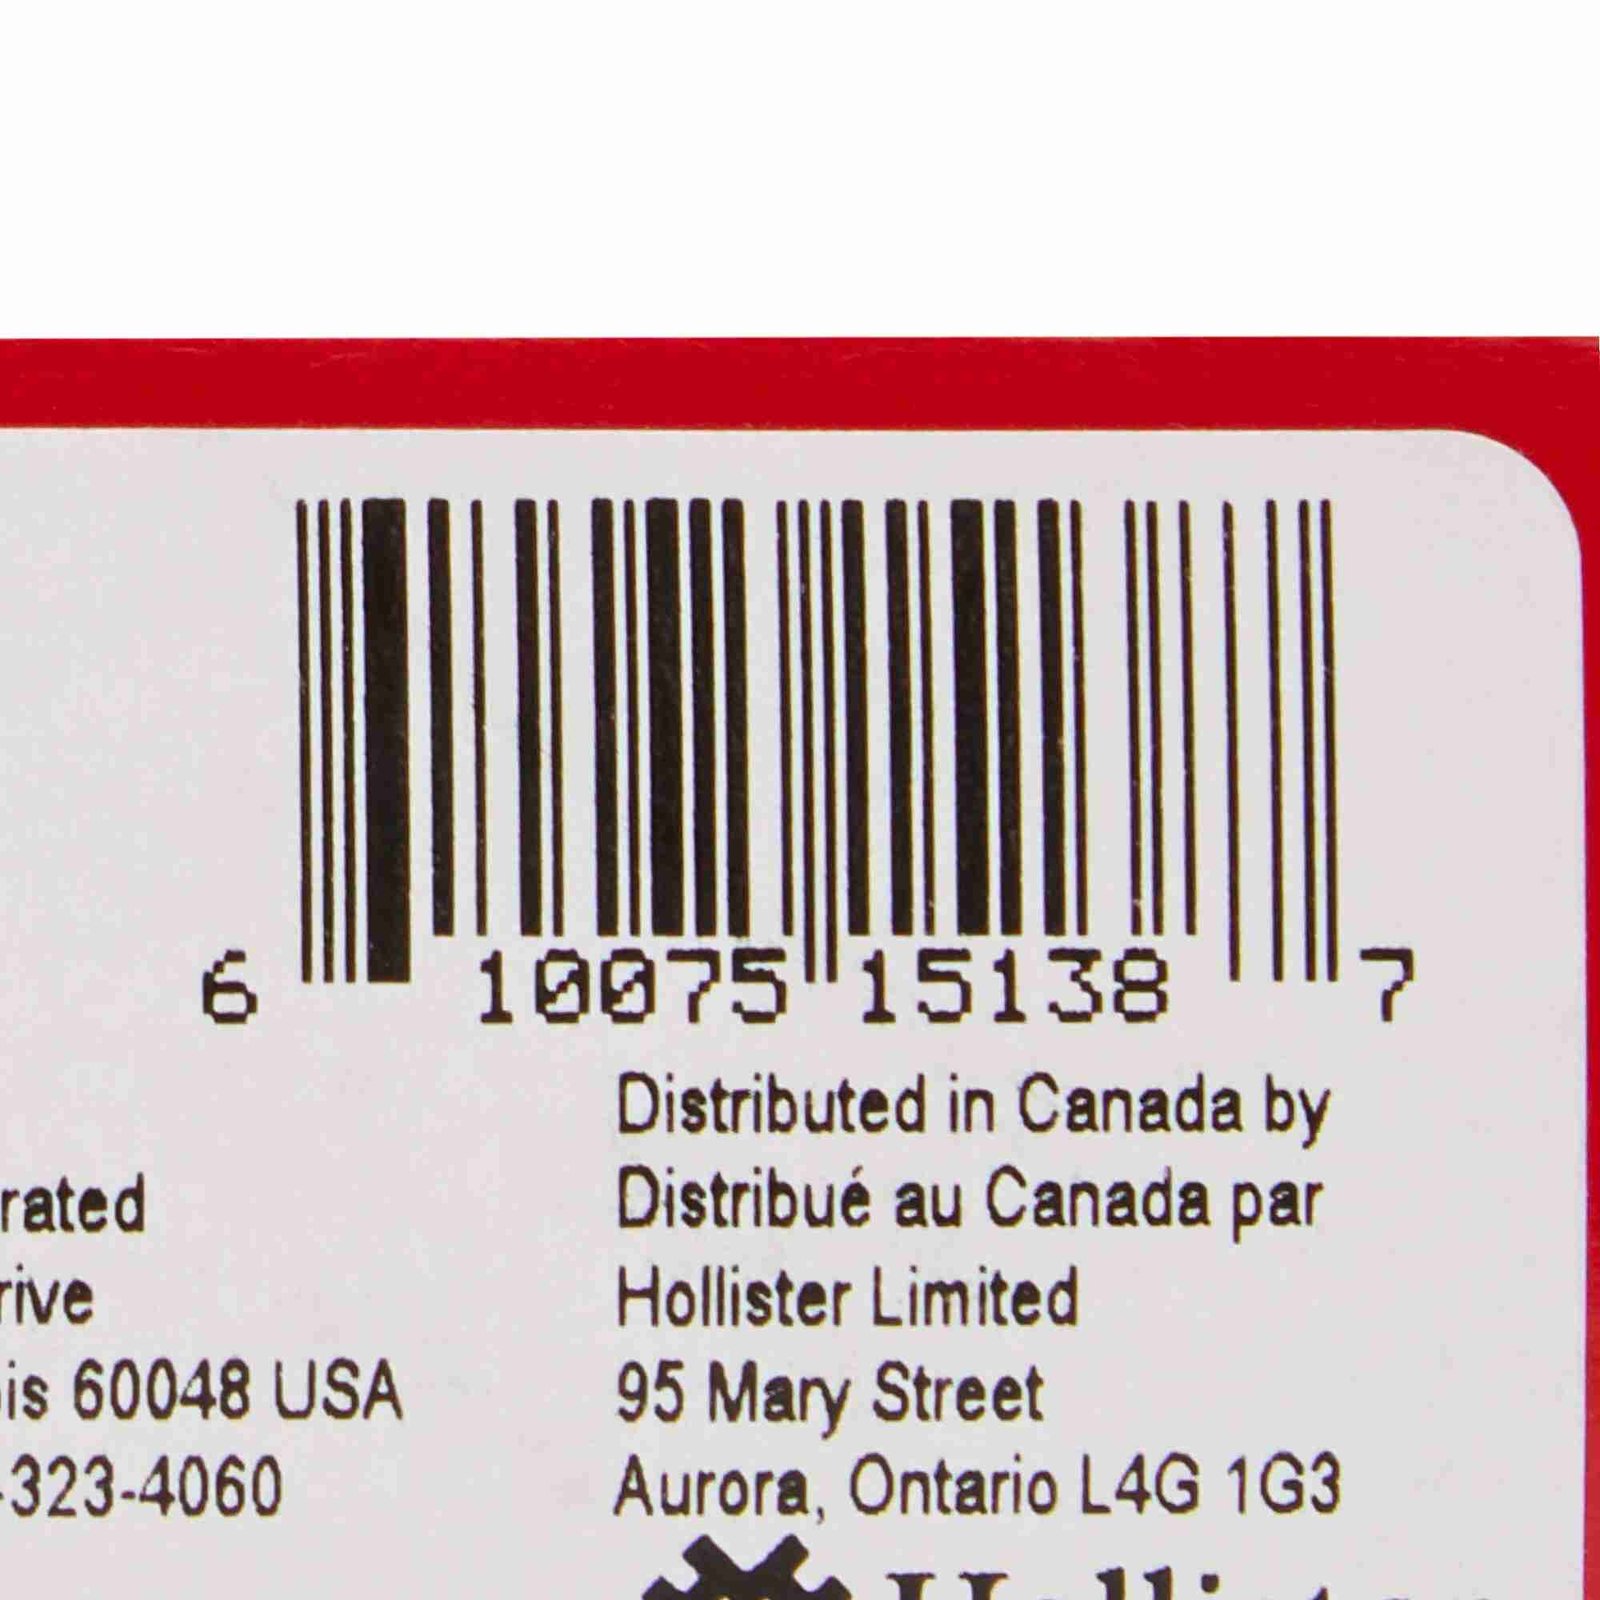 6 10075 15138 7
Distributed in Canada by
Distribué au Canada par
Hollister Limited
95 Mary Street
Aurora, Ontario L4G 1G3
rated
rive
is 60048 USA
-323-4060
Hollister